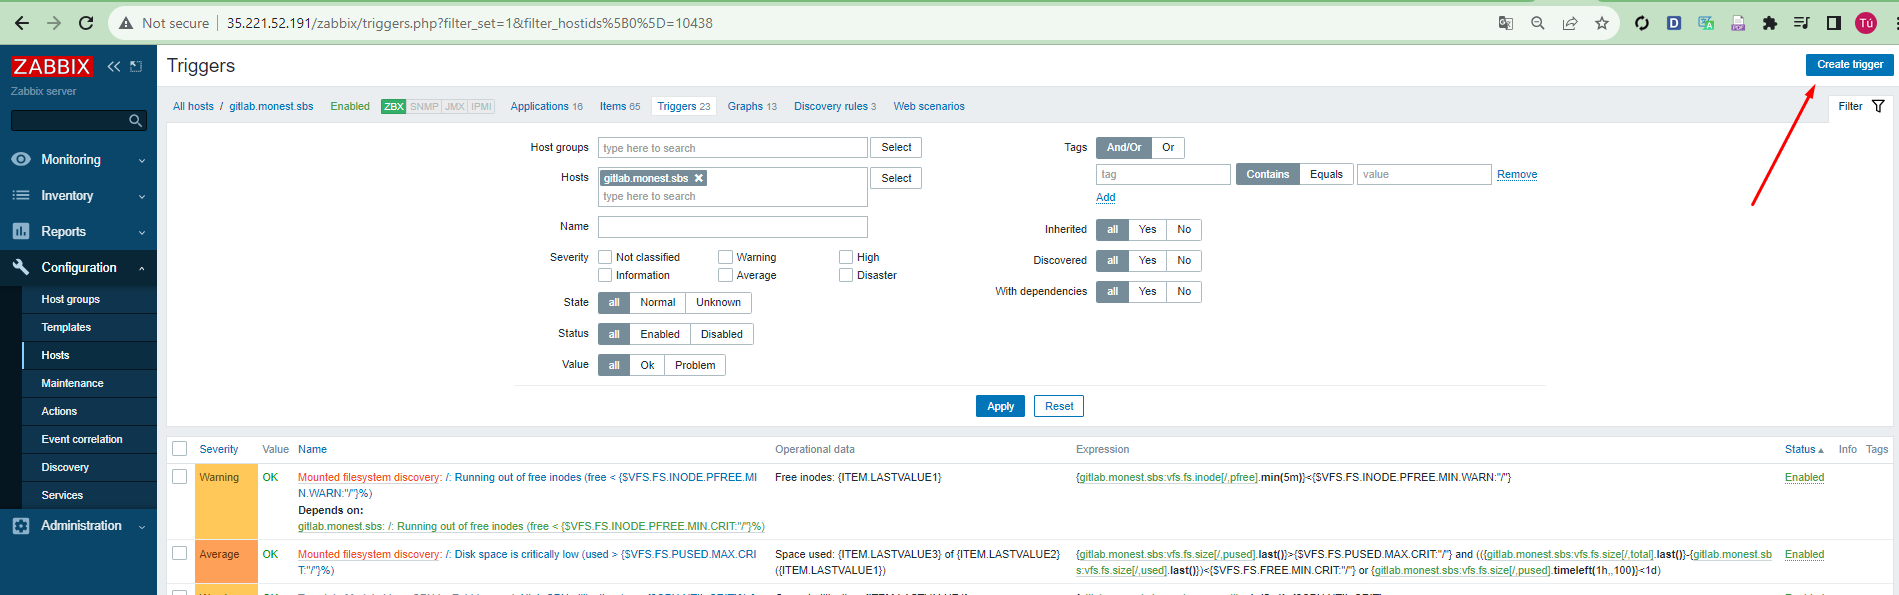 Not secure | 35.221.52.191/zabbix/triggers.php?filter_set=1&filter_hostids%5B0%5D=10438
D
PDF
Tú
ZABBIX
Zabbix server
Triggers
Create trigger
All hosts / gitlab.monest.sbs Enabled ZBX SNMP JMX IPMI Applications 16 Items 65 Triggers 23 Graphs 13 Discovery rules 3 Web scenarios
Filter
Monitoring
Inventory
Reports
Configuration
Host groups
Templates
Hosts
Maintenance
Actions
Event correlation
Discovery
Services
Administration
Host groups type here to search Select
Hosts gitlab.monest.sbs Select
type here to search
Name
Severity Not classified Warning High
Information Average Disaster
State all Normal Unknown
Status all Enabled Disabled
Value all Ok Problem
Tags And/Or Or
tag Contains Equals value Remove
Add
Inherited all Yes No
Discovered all Yes No
With dependencies all Yes No
Apply Reset
Severity Value Name Operational data Expression Status Info Tags
Warning OK Mounted filesystem discovery: /: Running out of free inodes (free < {$VFS.FS.INODE.PFREE.MI Free inodes: {ITEM.LASTVALUE1} {gitlab.monest.sbs:vfs.fs.inode[/,pfree].min(5m)}<{$VFS.FS.INODE.PFREE.MIN.WARN:"/"} Enabled
N.WARN:"/"}%)
Depends on:
gitlab.monest.sbs: /: Running out of free inodes (free < {$VFS.FS.INODE.PFREE.MIN.CRIT:"/"}%)
Average OK Mounted filesystem discovery: /: Disk space is critically low (used > {$VFS.FS.PUSED.MAX.CRI Space used: {ITEM.LASTVALUE3} of {ITEM.LASTVALUE2} {gitlab.monest.sbs:vfs.fs.size[/,pused].last()}>{$VFS.FS.PUSED.MAX.CRIT:"/"} and (({gitlab.monest.sbs:vfs.fs.size[/,total].last()}-{gitlab.monest.sb Enabled
T:"/"}%) ({ITEM.LASTVALUE1}) s:vfs.fs.size[/,used].last()})<{$VFS.FS.FREE.MIN.CRIT:"/"} or {gitlab.monest.sbs:vfs.fs.size[/,pused].timeleft(1h,,100)}<1d)